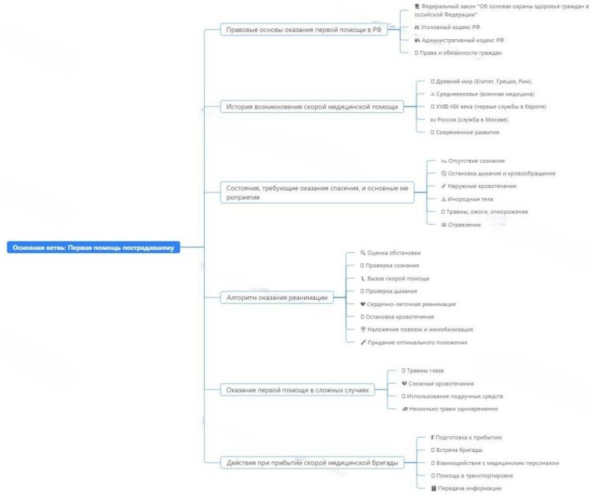 Основная ветвь: Первая помощь пострадавшему
Правовые основы оказания первой помощи в РФ
Федеральный закон "Об основах охраны здоровья граждан в
оссийской Федерации"
Уголовный кодекс РФ
Административный кодекс РФ
Права и обязанности граждан
История возникновения скорой медицинской помощи
Древний мир (Египет, Греция, Рим)
Средневековье (военная медицина)
XVIII-XIX века (первые службы в Европе)
Россия (служба в Москве)
Современное развитие
Состояния, требующие оказания спасения, и основные ме
роприятия
Отсутствие сознания
Остановка дыхания и кровообращения
Наружные кровотечения
Инородные тела
Травмы, ожоги, отморожения
Отравления
Алгоритм оказания реанимации
Оценка обстановки
Проверка сознания
Вызов скорой помощи
Проверка дыхания
Сердечно-легочная реанимация
Остановка кровотечения
Наложение повязок и иммобилизация
Придание оптимального положения
Оказание первой помощи в сложных случаях
Травмы глаза
Сложные кровотечения
Использование подручных средств
Несколько травм одновременно
Действия при прибытии скорой медицинской бригады
Подготовка к прибытию
Встреча бригады
Взаимодействие с медицинским персоналом
Помощь в транспортировке
Передача информации